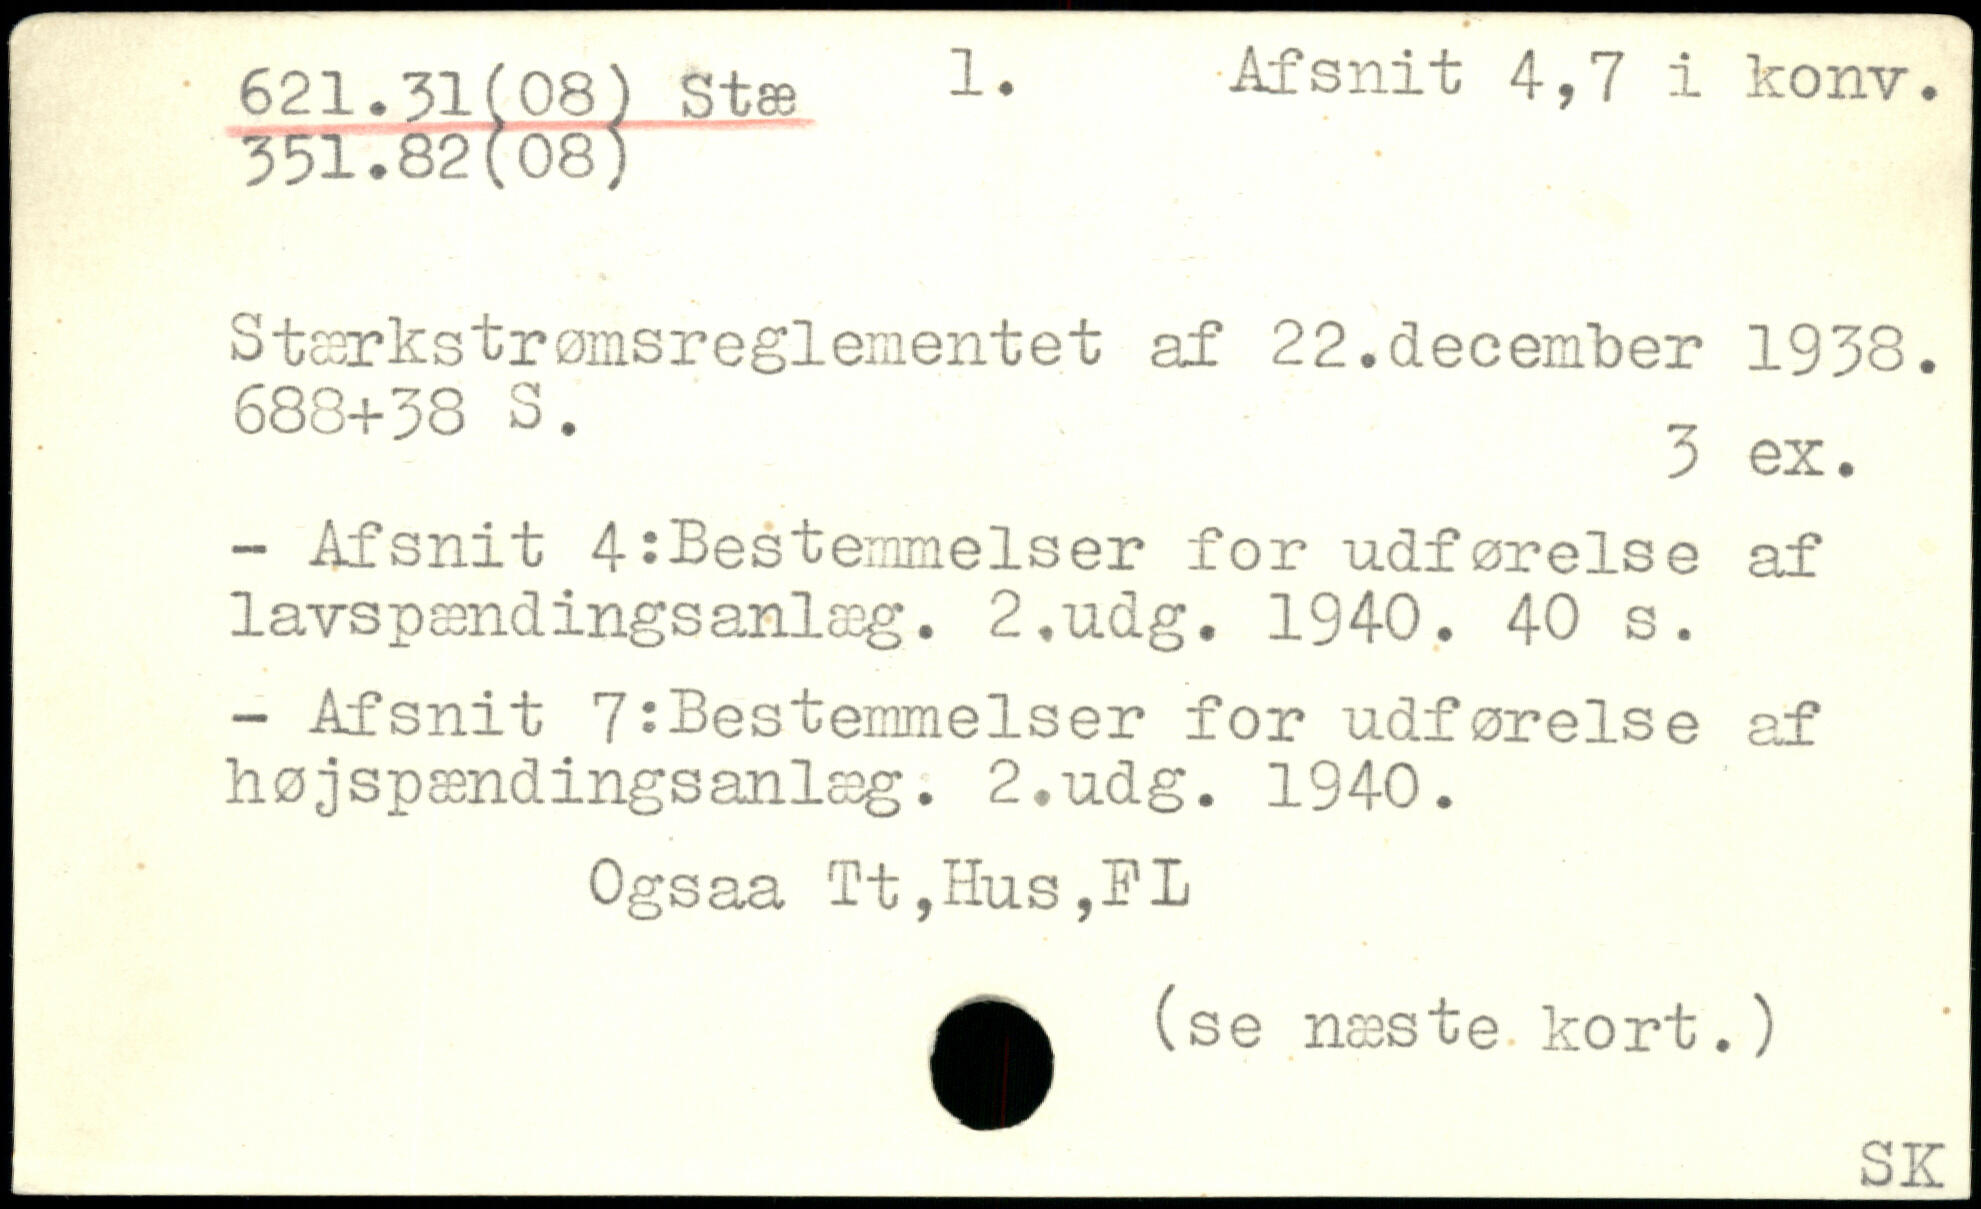 621.31(08) Stæ 1. Afsnit 4,7 i konv.
351.82(08)
Stærkstrømsreglementet af 22.december 1938.
688+38 S.
3 ex.
- Afsnit 4:Bestemmelser for udførelse af
lavspændingsanlæg. 2.udg. 1940. 40 s.
- Afsnit 7:Bestemmelser for udførelse af
højspændingsanlæg. 2.udg. 1940.
Ogsaa Tt,Hus,FL
(se næste kort.)
SK